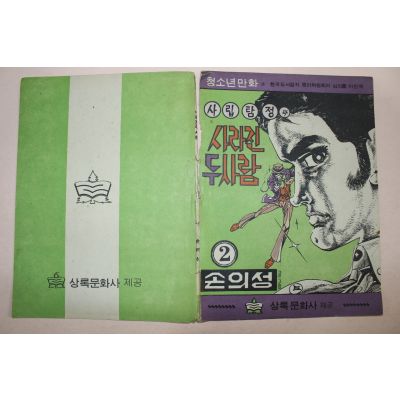 상록문화사 제공
청소년만화
사립탐정
사라진
두사람
2
손의성
상록문화사 제공